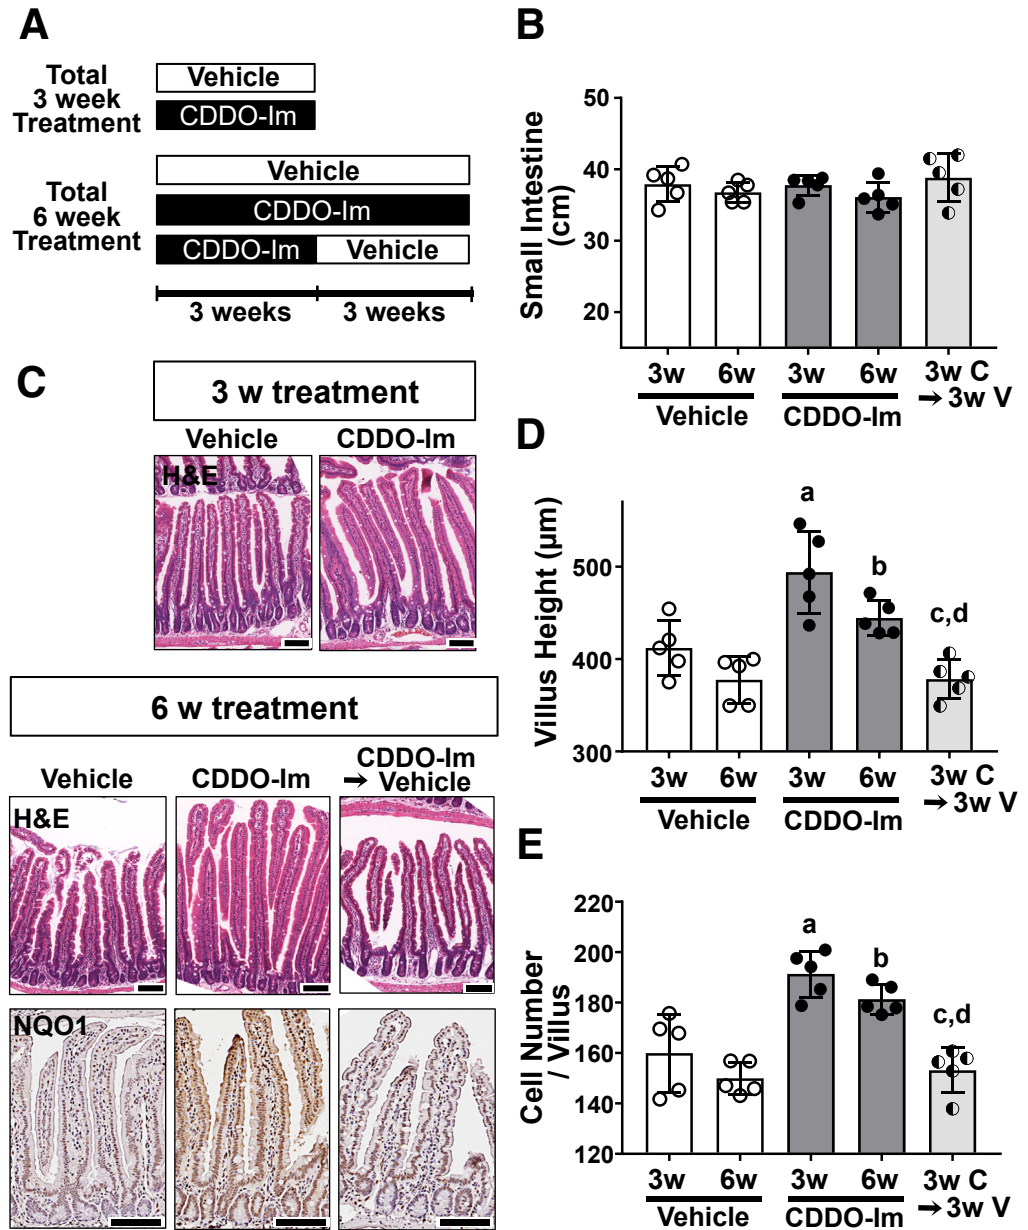 A
Total
3 week
Treatment
Vehicle
CDDO-Im
Total
6 week
Treatment
Vehicle
CDDO-Im
CDDO-Im
Vehicle
3 weeks
3 weeks
B
Small Intestine
(cm)
50
40
30
20
3w
6w
3w
6w
3w C
→ 3w V
Vehicle
CDDO-Im
C
3 w treatment
Vehicle
CDDO-Im
H&E
6 w treatment
Vehicle
CDDO-Im
CDDO-Im
→ Vehicle
H&E
NQO1
D
Villus Height (μm)
500
400
300
a
b
c,d
3w
6w
3w
6w
3w C
→ 3w V
Vehicle
CDDO-Im
E
Cell Number
/ Villus
220
200
180
160
140
120
a
b
c,d
3w
6w
3w
6w
3w C
→ 3w V
Vehicle
CDDO-Im